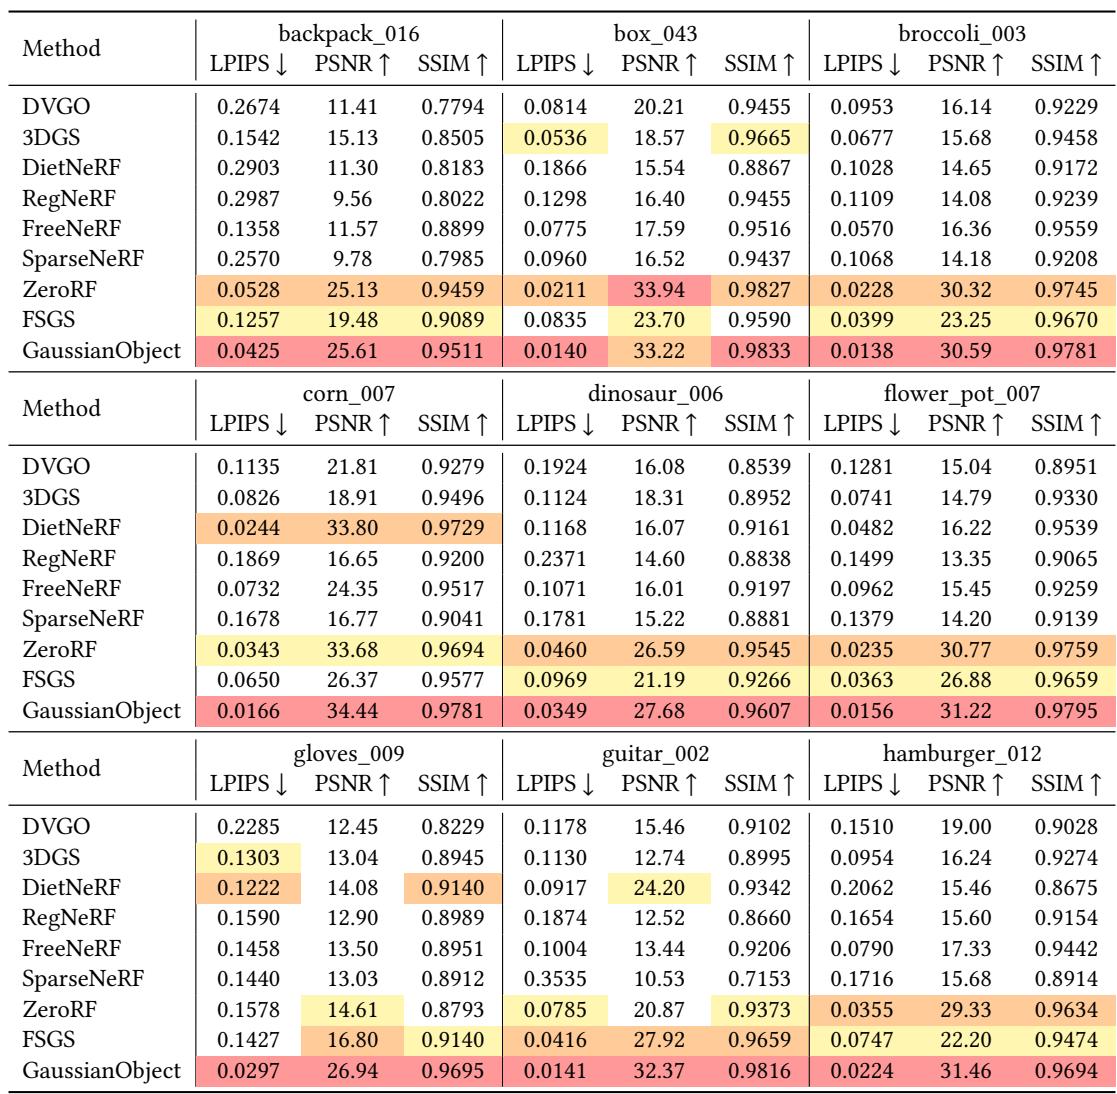 Method backpack_016 box_043 broccoli_003
LPIPS ↓ PSNR ↑ SSIM ↑ LPIPS ↓ PSNR ↑ SSIM ↑ LPIPS ↓ PSNR ↑ SSIM ↑
DVGO 0.2674 11.41 0.7794 0.0814 20.21 0.9455 0.0953 16.14 0.9229
3DGS 0.1542 15.13 0.8505 0.0536 18.57 0.9665 0.0677 15.68 0.9458
DietNeRF 0.2903 11.30 0.8183 0.1866 15.54 0.8867 0.1028 14.65 0.9172
RegNeRF 0.2987 9.56 0.8022 0.1298 16.40 0.9455 0.1109 14.08 0.9239
FreeNeRF 0.1358 11.57 0.8899 0.0775 17.59 0.9516 0.0570 16.36 0.9559
SparseNeRF 0.2570 9.78 0.7985 0.0960 16.52 0.9437 0.1068 14.18 0.9208
ZeroRF 0.0528 25.13 0.9459 0.0211 33.94 0.9827 0.0228 30.32 0.9745
FSGS 0.1257 19.48 0.9089 0.0835 23.70 0.9590 0.0399 23.25 0.9670
GaussianObject 0.0425 25.61 0.9511 0.0140 33.22 0.9833 0.0138 30.59 0.9781
Method corn_007 dinosaur_006 flower_pot_007
LPIPS ↓ PSNR ↑ SSIM ↑ LPIPS ↓ PSNR ↑ SSIM ↑ LPIPS ↓ PSNR ↑ SSIM ↑
DVGO 0.1135 21.81 0.9279 0.1924 16.08 0.8539 0.1281 15.04 0.8951
3DGS 0.0826 18.91 0.9496 0.1124 18.31 0.8952 0.0741 14.79 0.9330
DietNeRF 0.0244 33.80 0.9729 0.1168 16.07 0.9161 0.0482 16.22 0.9539
RegNeRF 0.1869 16.65 0.9200 0.2371 14.60 0.8838 0.1499 13.35 0.9065
FreeNeRF 0.0732 24.35 0.9517 0.1071 16.01 0.9197 0.0962 15.45 0.9259
SparseNeRF 0.1678 16.77 0.9041 0.1781 15.22 0.8881 0.1379 14.20 0.9139
ZeroRF 0.0343 33.68 0.9694 0.0460 26.59 0.9545 0.0235 30.77 0.9759
FSGS 0.0650 26.37 0.9577 0.0969 21.19 0.9266 0.0363 26.88 0.9659
GaussianObject 0.0166 34.44 0.9781 0.0349 27.68 0.9607 0.0156 31.22 0.9795
Method gloves_009 guitar_002 hamburger_012
LPIPS ↓ PSNR ↑ SSIM ↑ LPIPS ↓ PSNR ↑ SSIM ↑ LPIPS ↓ PSNR ↑ SSIM ↑
DVGO 0.2285 12.45 0.8229 0.1178 15.46 0.9102 0.1510 19.00 0.9028
3DGS 0.1303 13.04 0.8945 0.1130 12.74 0.8995 0.0954 16.24 0.9274
DietNeRF 0.1222 14.08 0.9140 0.0917 24.20 0.9342 0.2062 15.46 0.8675
RegNeRF 0.1590 12.90 0.8989 0.1874 12.52 0.8660 0.1654 15.60 0.9154
FreeNeRF 0.1458 13.50 0.8951 0.1004 13.44 0.9206 0.0790 17.33 0.9442
SparseNeRF 0.1440 13.03 0.8912 0.3535 10.53 0.7153 0.1716 15.68 0.8914
ZeroRF 0.1578 14.61 0.8793 0.0785 20.87 0.9373 0.0355 29.33 0.9634
FSGS 0.1427 16.80 0.9140 0.0416 27.92 0.9659 0.0747 22.20 0.9474
GaussianObject 0.0297 26.94 0.9695 0.0141 32.37 0.9816 0.0224 31.46 0.9694